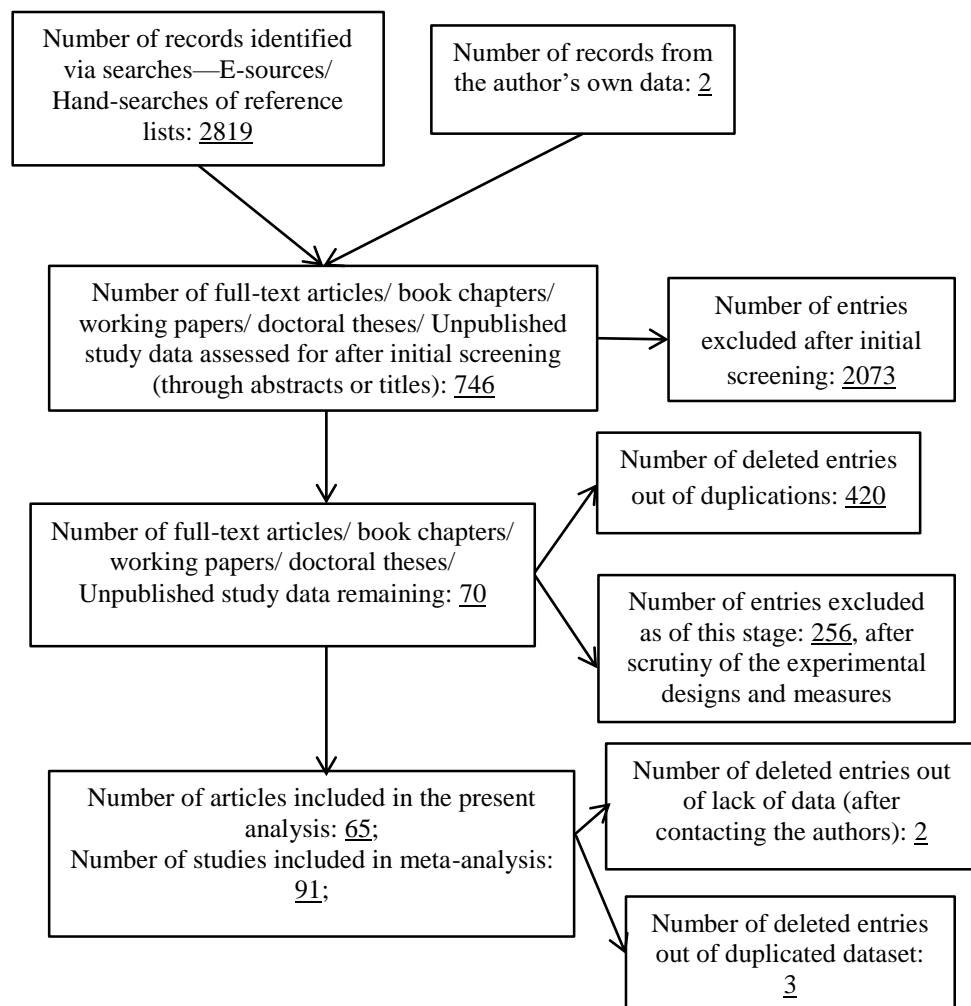 Number of records identified
via searches—E-sources/
Hand-searches of reference
lists: 2819
Number of records from
the author’s own data: 2
Number of full-text articles/ book chapters/
working papers/ doctoral theses/ Unpublished
study data assessed for after initial screening
(through abstracts or titles): 746
Number of entries
excluded after initial
screening: 2073
Number of deleted entries
out of duplications: 420
Number of full-text articles/ book chapters/
working papers/ doctoral theses/
Unpublished study data remaining: 70
Number of entries excluded
as of this stage: 256, after
scrutiny of the experimental
designs and measures
Number of articles included in the present
analysis: 65;
Number of studies included in meta-analysis:
91;
Number of deleted entries out
of lack of data (after
contacting the authors): 2
Number of deleted entries
out of duplicated dataset:
3